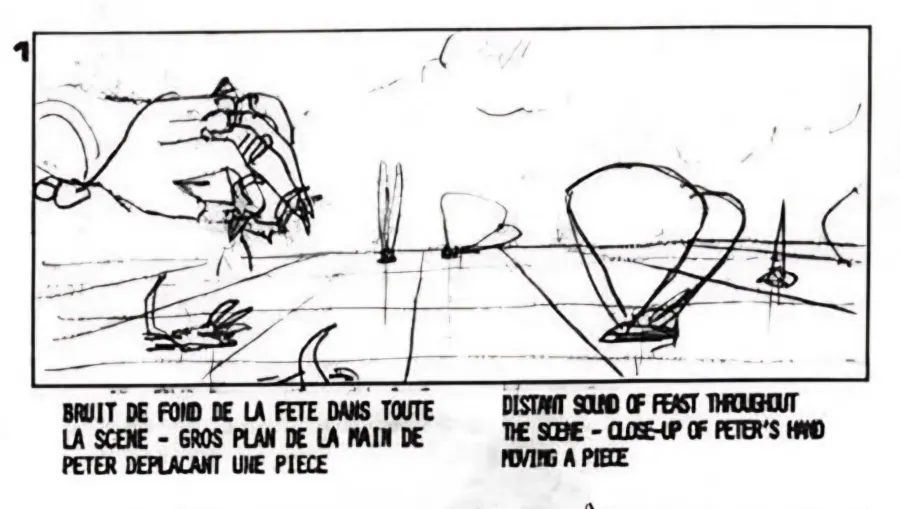 1
BRUIT DE FOND DE LA FETE DANS TOUTE
LA SCENE - GROS PLAN DE LA MAIN DE
PETER DEPLACANT UNE PIECE
DISTANT SOUND OF FEAST THROUGHOUT
THE SCENE - CLOSE-UP OF PETER'S HAND
MOVING A PIECE